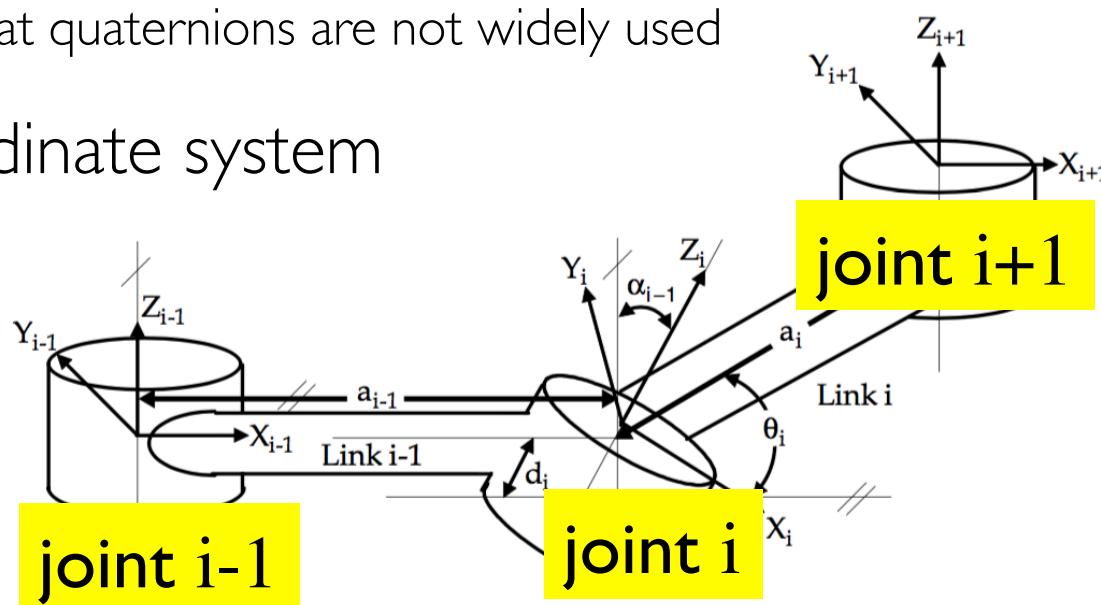 at quaternions are not widely used
dinate system
Z_{i+1}
Y_{i+1}
X_{i+1}
joint i+1
Z_{i-1}
Y_{i-1}
X_{i-1}
a_{i-1}
Link i-1
d_i
Y_i
α_{i-1}
Z_i
a_i
Link i
θ_i
X_i
joint i-1
joint i